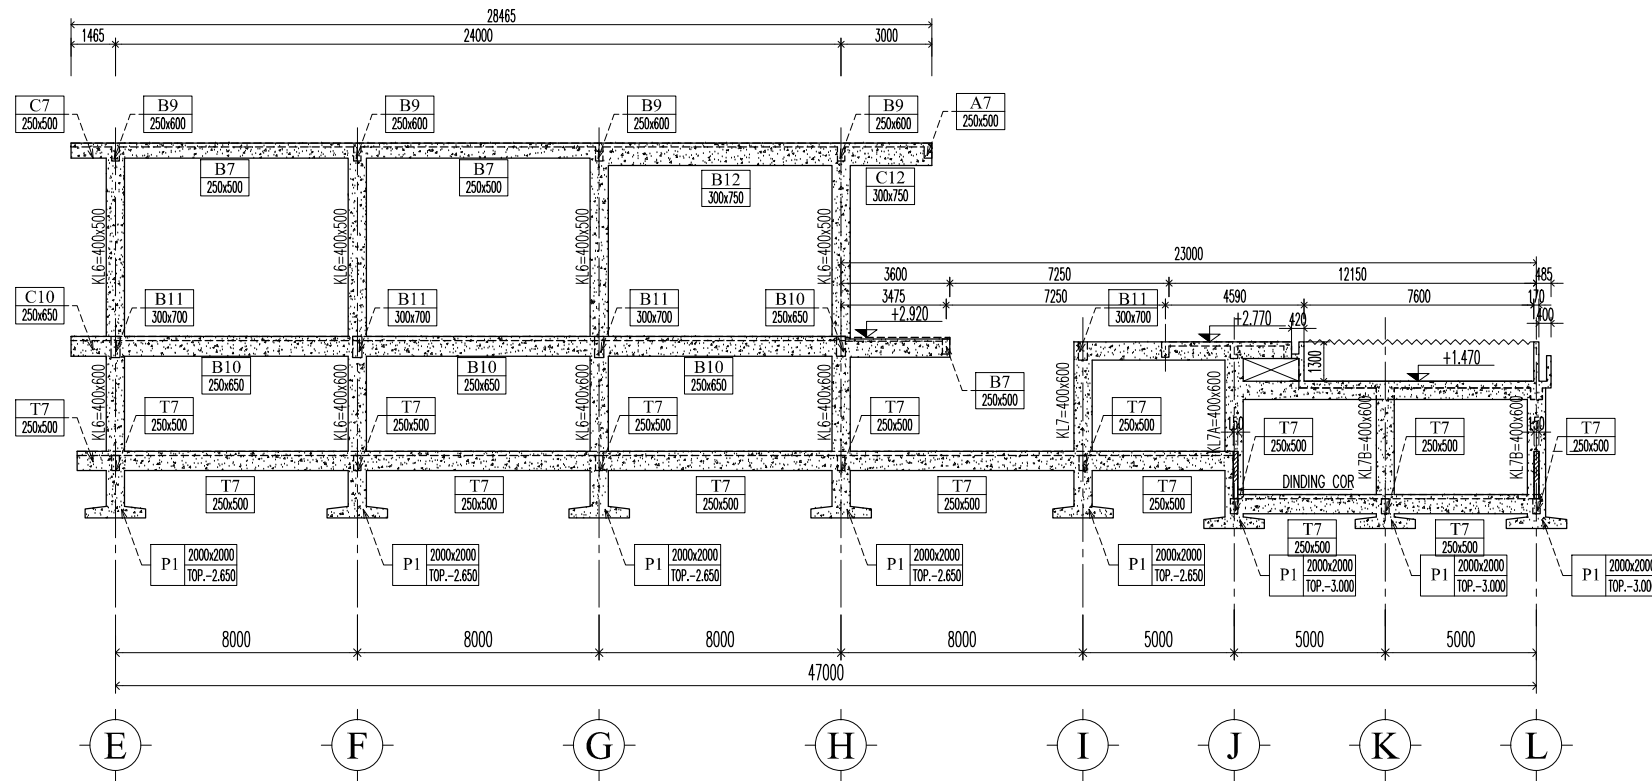 28465
1465 24000 3000
C7 B9 B9 B9 B9 A7
250x500 250x600 250x600 250x600 250x600 250x500
B7 B7 B12 C12
250x500 250x500 300x750 300x750
KL6=400x500 KL6=400x500 KL6=400x500 KL6=400x500
23000
3600 7250 12150 485
C10 B11 B11 B11 B10 3475 7250 B11 4590 7600 170
250x650 300x700 300x700 300x700 250x650 +2.920 300x700 +2.770 420 400
1300 +1.470
B10 B10 B10 B7
250x650 250x650 250x650 250x500
KL6=400x600 KL6=400x600 KL6=400x600 KL6=400x600 KL7=400x600 KL7A=400x600 KL7B=400x600 KL7B=400x600
T7 T7 T7 T7 T7 T7 T7 T7 T7
250x500 250x500 250x500 250x500 250x500 250x500 250x500 250x500 250x500
DINDING COR
T7 T7 T7 T7 T7
250x500 250x500 250x500 250x500 250x500
T7 T7
250x500 250x500
P1 2000x2000 P1 2000x2000 P1 2000x2000 P1 2000x2000 P1 2000x2000
TOP.-2.650 TOP.-2.650 TOP.-2.650 TOP.-2.650 TOP.-2.650
P1 2000x2000 P1 2000x2000 P1 2000x200
TOP.-3.000 TOP.-3.000 TOP.-3.00
8000 8000 8000 8000 5000 5000 5000
47000
E F G H I J K L